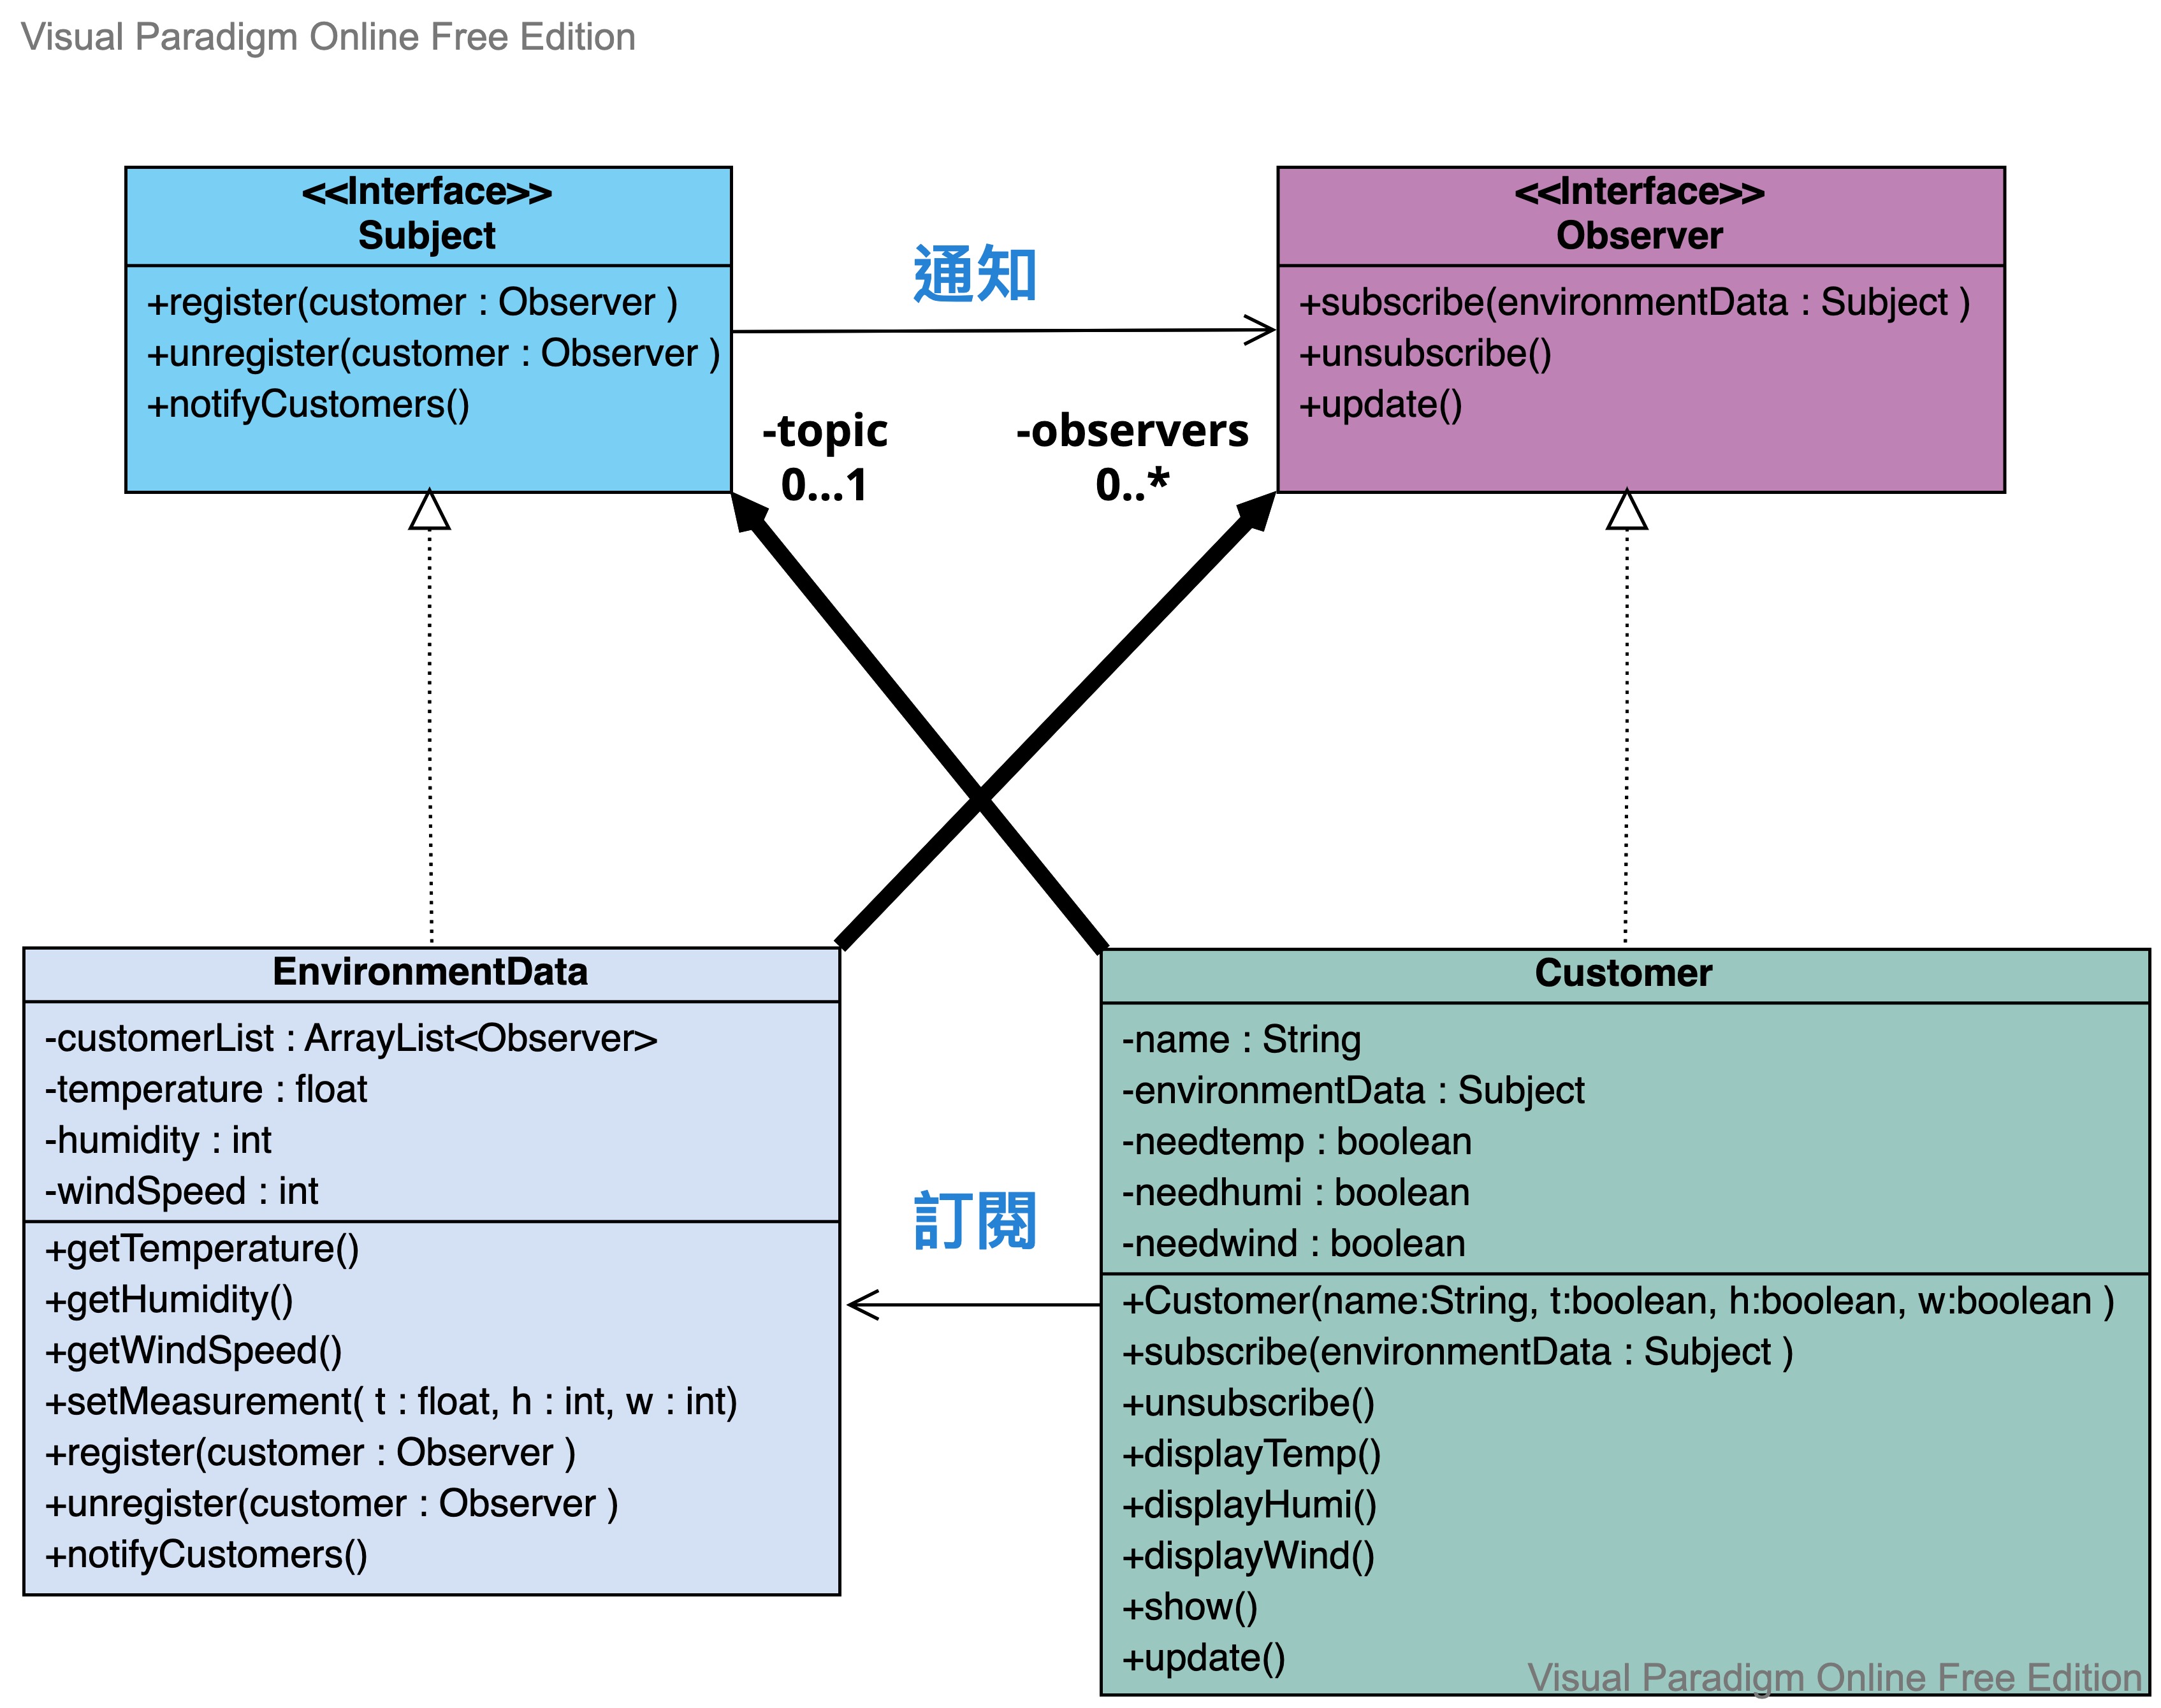 Visual Paradigm Online Free Edition
<<Interface>>
Subject
+register(customer : Observer )
+unregister(customer : Observer )
+notifyCustomers()
通知
<<Interface>>
Observer
+subscribe(environmentData : Subject )
+unsubscribe()
+update()
-topic
0...1
-observers
0..*
EnvironmentData
-customerList : ArrayList<Observer>
-temperature : float
-humidity : int
-windSpeed : int
+getTemperature()
+getHumidity()
+getWindSpeed()
+setMeasurement( t : float, h : int, w : int)
+register(customer : Observer )
+unregister(customer : Observer )
+notifyCustomers()
訂閱
Customer
-name : String
-environmentData : Subject
-needtemp : boolean
-needhumi : boolean
-needwind : boolean
+Customer(name:String, t:boolean, h:boolean, w:boolean )
+subscribe(environmentData : Subject )
+unsubscribe()
+displayTemp()
+displayHumi()
+displayWind()
+show()
+update()
Visual Paradigm Online Free Edition